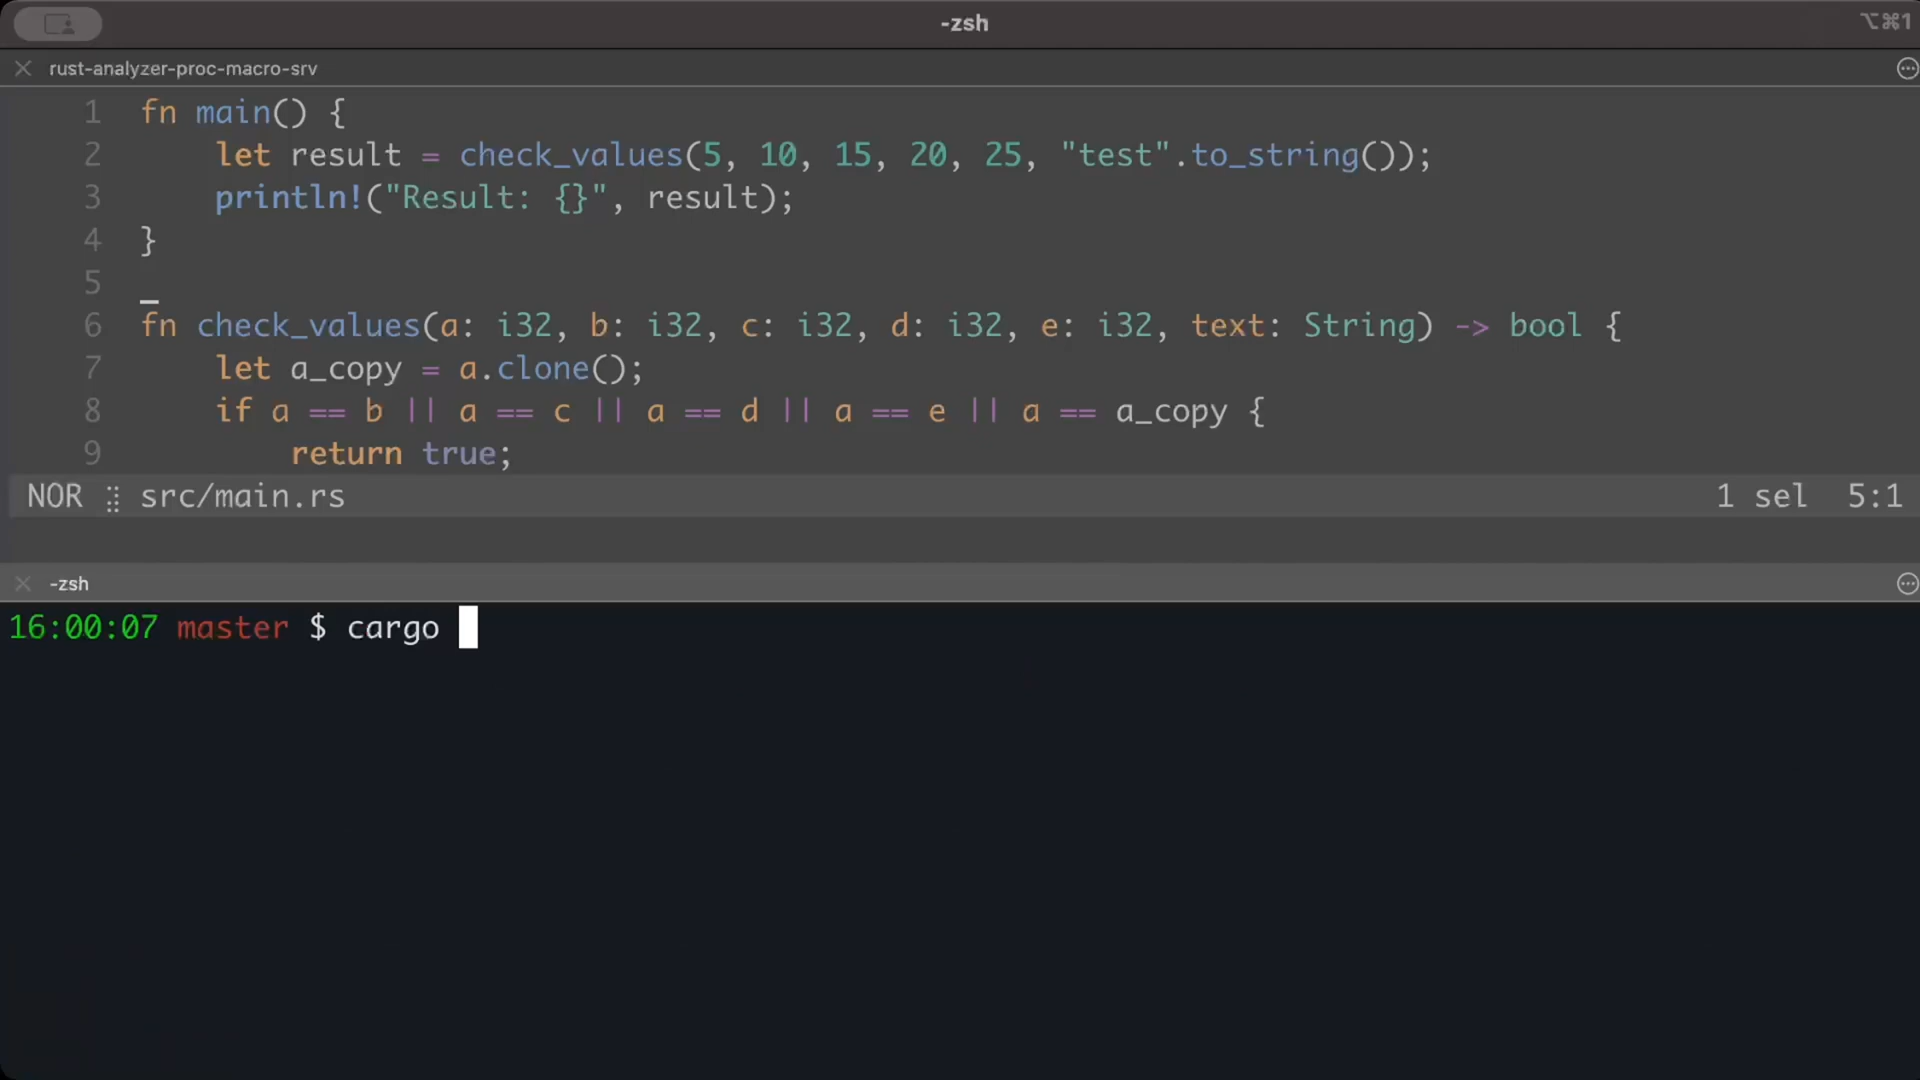 -zsh ⌥⌘1
rust-analyzer-proc-macro-srv
1 fn main() {
2     let result = check_values(5, 10, 15, 20, 25, "test".to_string());
3     println!("Result: {}", result);
4 }
5
6 fn check_values(a: i32, b: i32, c: i32, d: i32, e: i32, text: String) -> bool {
7     let a_copy = a.clone();
8     if a == b || a == c || a == d || a == e || a == a_copy {
9         return true;
NOR ⣿ src/main.rs 1 sel 5:1
-zsh
16:00:07 master $ cargo